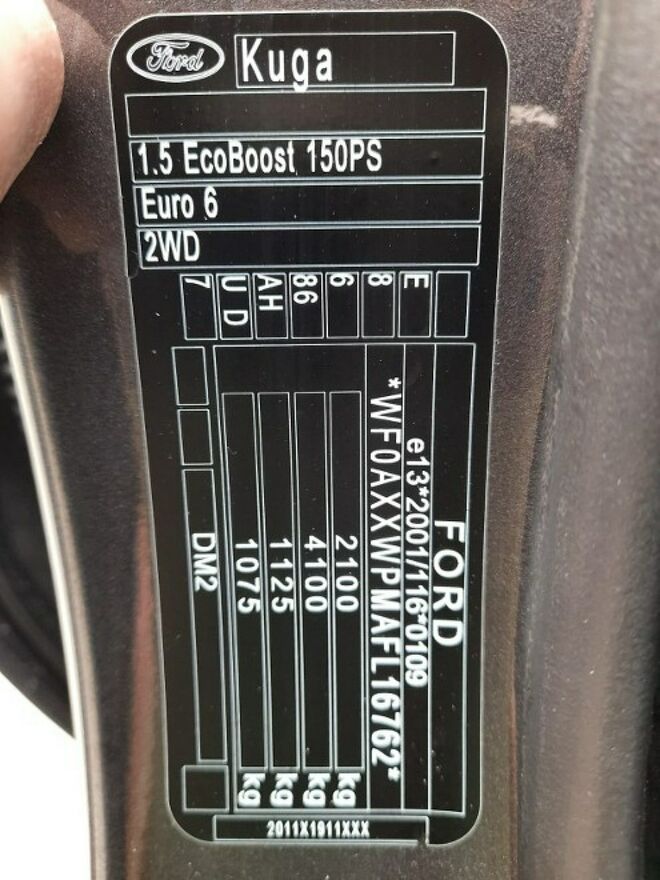 Ford
Kuga
1.5 EcoBoost 150PS
Euro 6
2WD
7 U D AH 86 6 8 E
FORD
e13*2001/116*0109
*WF0AXXWPMAFL16762*
2100 kg
4100 kg
1125 kg
1075 kg
DM2
2011X1911XXX